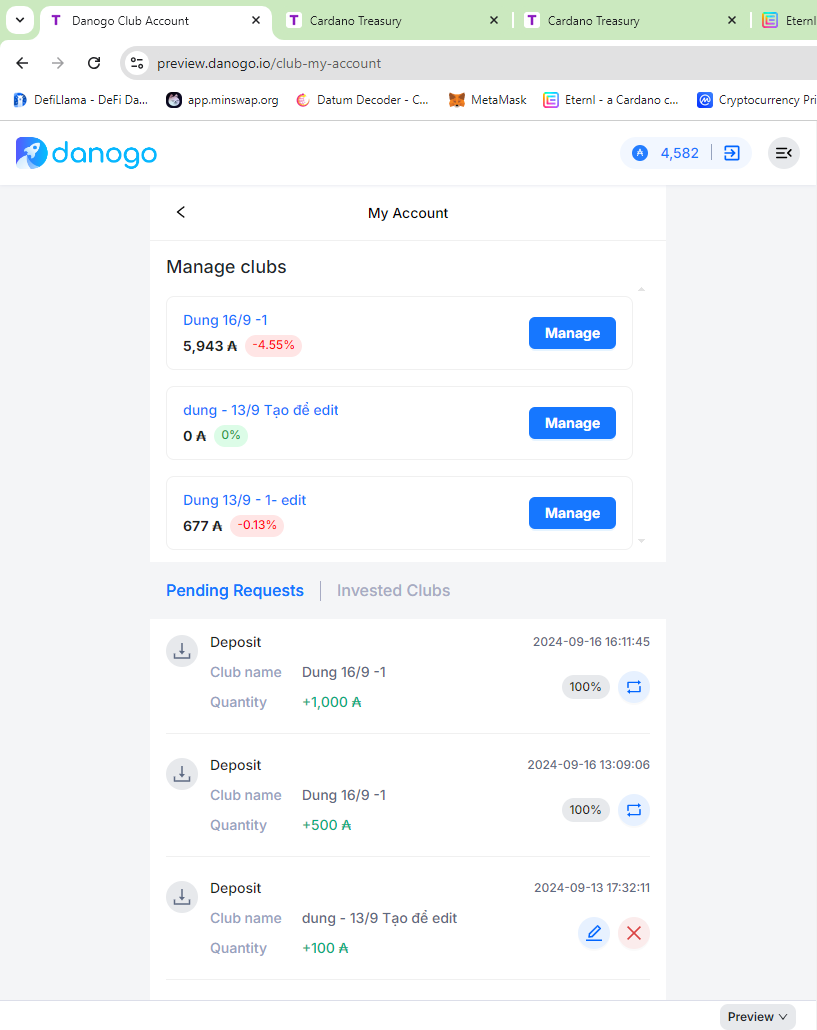 Danogo Club Account
Cardano Treasury
Cardano Treasury
Eternl
preview.danogo.io/club-my-account
DefiLlama - DeFi Da...
app.minswap.org
Datum Decoder - C...
MetaMask
Eternl - a Cardano c...
Cryptocurrency Pri
danogo
₳ 4,582
My Account
Manage clubs
Dung 16/9 -1
5,943 ₳ -4.55%
Manage
dung - 13/9 Tạo để edit
0 ₳ 0%
Manage
Dung 13/9 - 1- edit
677 ₳ -0.13%
Manage
Pending Requests
Invested Clubs
Deposit
2024-09-16 16:11:45
Club name Dung 16/9 -1
100%
Quantity +1,000 ₳
Deposit
2024-09-16 13:09:06
Club name Dung 16/9 -1
100%
Quantity +500 ₳
Deposit
2024-09-13 17:32:11
Club name dung - 13/9 Tạo để edit
Quantity +100 ₳
Preview